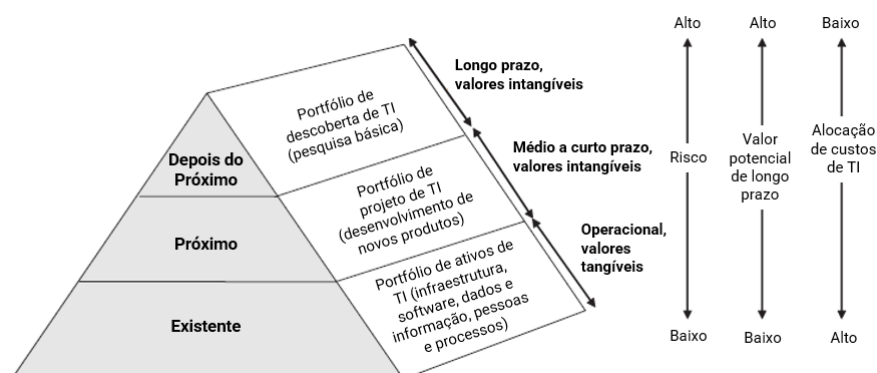 Depois do
Próximo
Próximo
Existente
Portfólio de
descoberta de TI
(pesquisa básica)
Portfólio de
projeto de TI
(desenvolvimento de
novos produtos)
Portfólio de ativos de
TI (infraestrutura,
software, dados e
informação, pessoas
e processos)
Longo prazo,
valores intangíveis
Médio a curto prazo,
valores intangíveis
Operacional,
valores
tangíveis
Alto
Risco
Baixo
Alto
Valor
potencial
de longo
prazo
Baixo
Baixo
Alocação
de custos
de TI
Alto